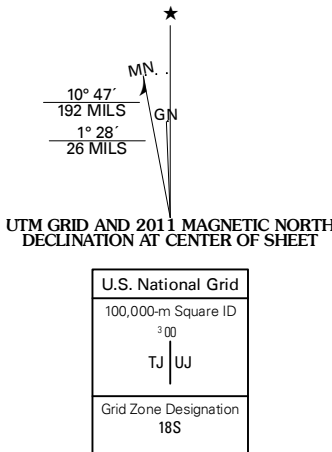 ★
MN
GN
10° 47´
192 MILS
1° 28´
26 MILS
UTM GRID AND 2011 MAGNETIC NORTH
DECLINATION AT CENTER OF SHEET
U.S. National Grid
100,000-m Square ID
³00
TJ UJ
Grid Zone Designation
18S